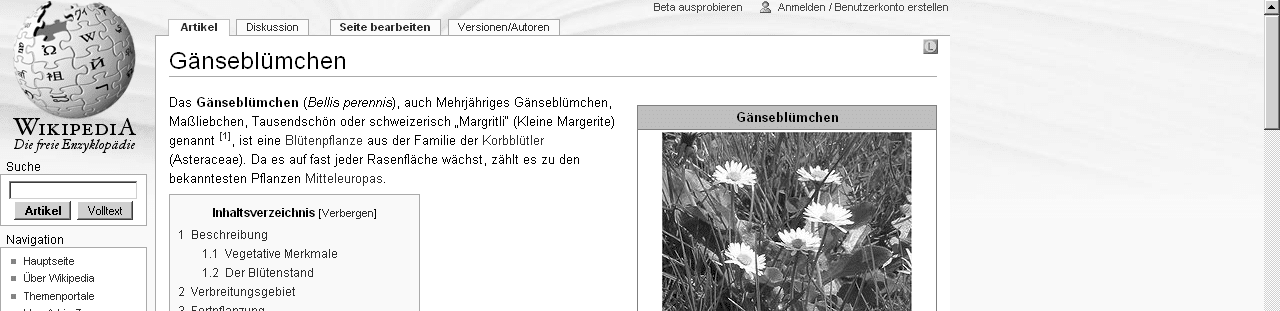 Beta ausprobieren Anmelden / Benutzerkonto erstellen
Artikel Diskussion Seite bearbeiten Versionen/Autoren
L
Gänseblümchen
WIKIPEDIA
Die freie Enzyklopädie
Suche
Artikel Volltext
Navigation
Hauptseite
Über Wikipedia
Themenportale
Das Gänseblümchen (Bellis perennis), auch Mehrjähriges Gänseblümchen,
Maßliebchen, Tausendschön oder schweizerisch „Margritli“ (Kleine Margerite)
genannt [1], ist eine Blütenpflanze aus der Familie der Korbblütler
(Asteraceae). Da es auf fast jeder Rasenfläche wächst, zählt es zu den
bekanntesten Pflanzen Mitteleuropas.
Inhaltsverzeichnis [Verbergen]
1 Beschreibung
1.1 Vegetative Merkmale
1.2 Der Blütenstand
2 Verbreitungsgebiet
3 Fortpflanzung
Gänseblümchen